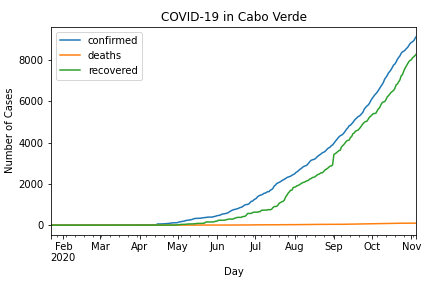 COVID-19 in Cabo Verde
confirmed
deaths
recovered
Number of Cases
8000
6000
4000
2000
0
Feb Mar Apr May Jun Jul Aug Sep Oct Nov
2020
Day